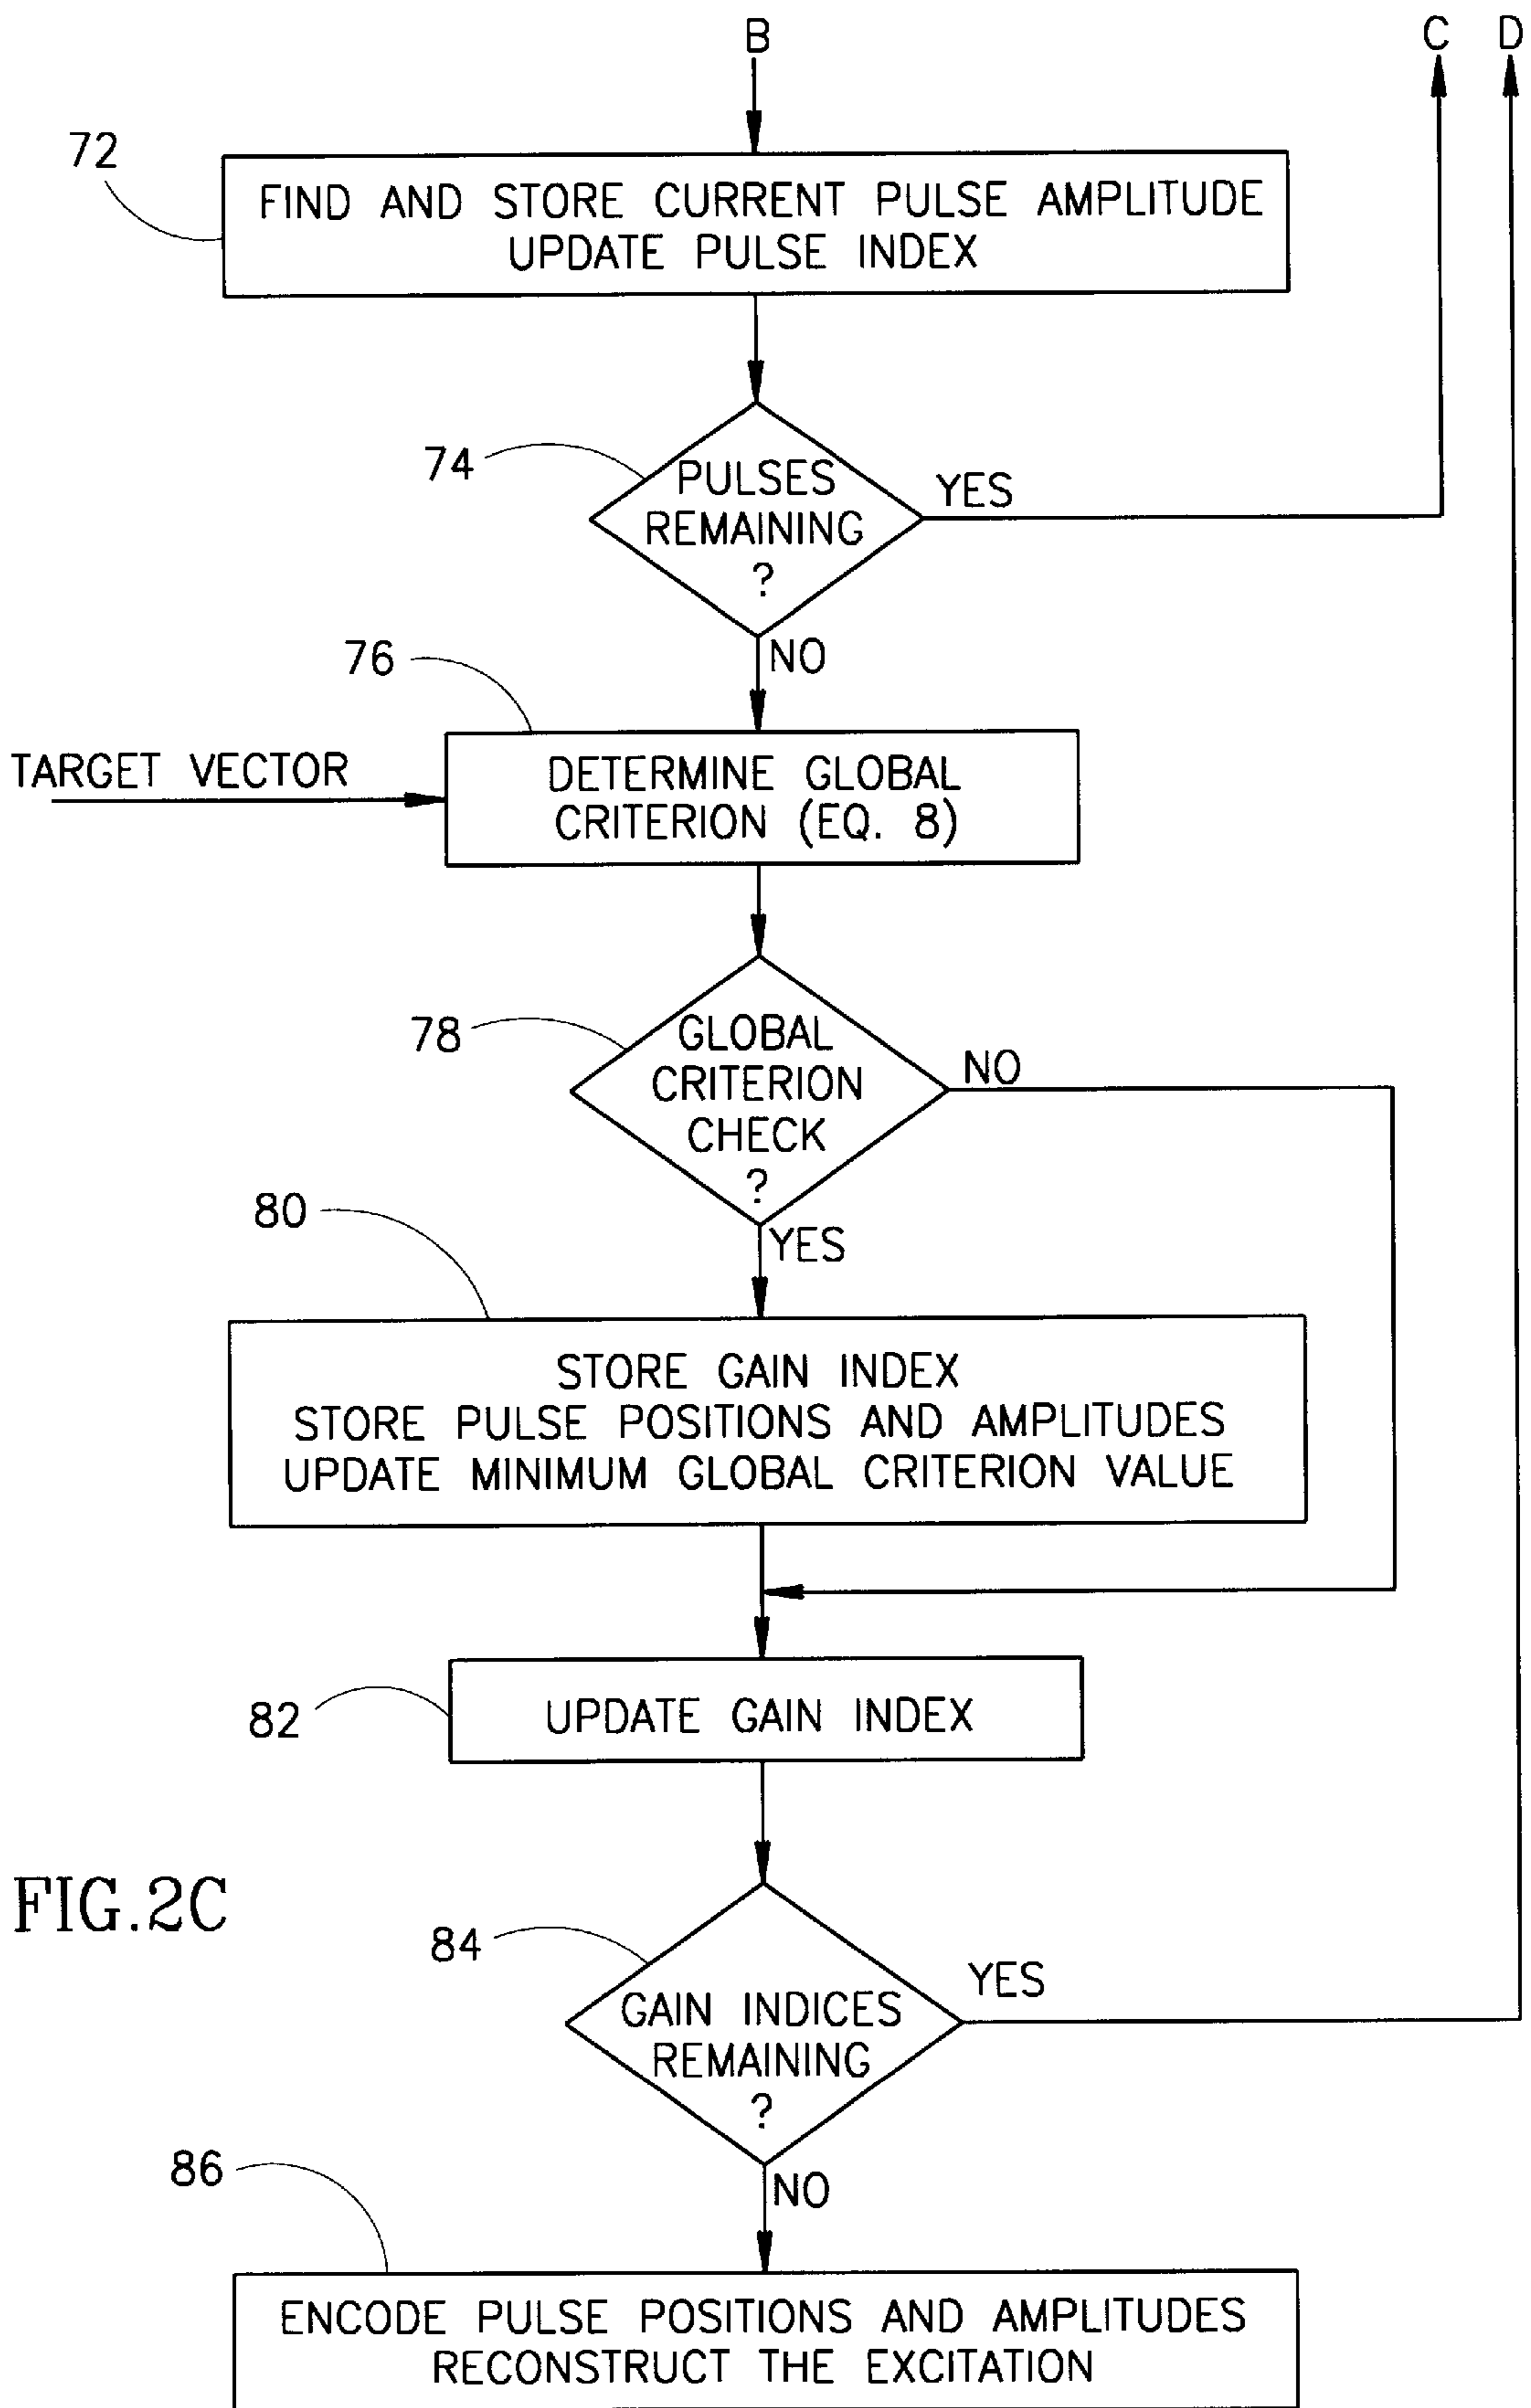 B
C
D
72
FIND AND STORE CURRENT PULSE AMPLITUDE
UPDATE PULSE INDEX
74
PULSES
REMAINING
?
YES
NO
76
TARGET VECTOR
DETERMINE GLOBAL
CRITERION (EQ. 8)
78
GLOBAL
CRITERION
CHECK
?
NO
YES
80
STORE GAIN INDEX
STORE PULSE POSITIONS AND AMPLITUDES
UPDATE MINIMUM GLOBAL CRITERION VALUE
82
UPDATE GAIN INDEX
FIG.2C
84
GAIN INDICES
REMAINING
?
YES
NO
86
ENCODE PULSE POSITIONS AND AMPLITUDES
RECONSTRUCT THE EXCITATION